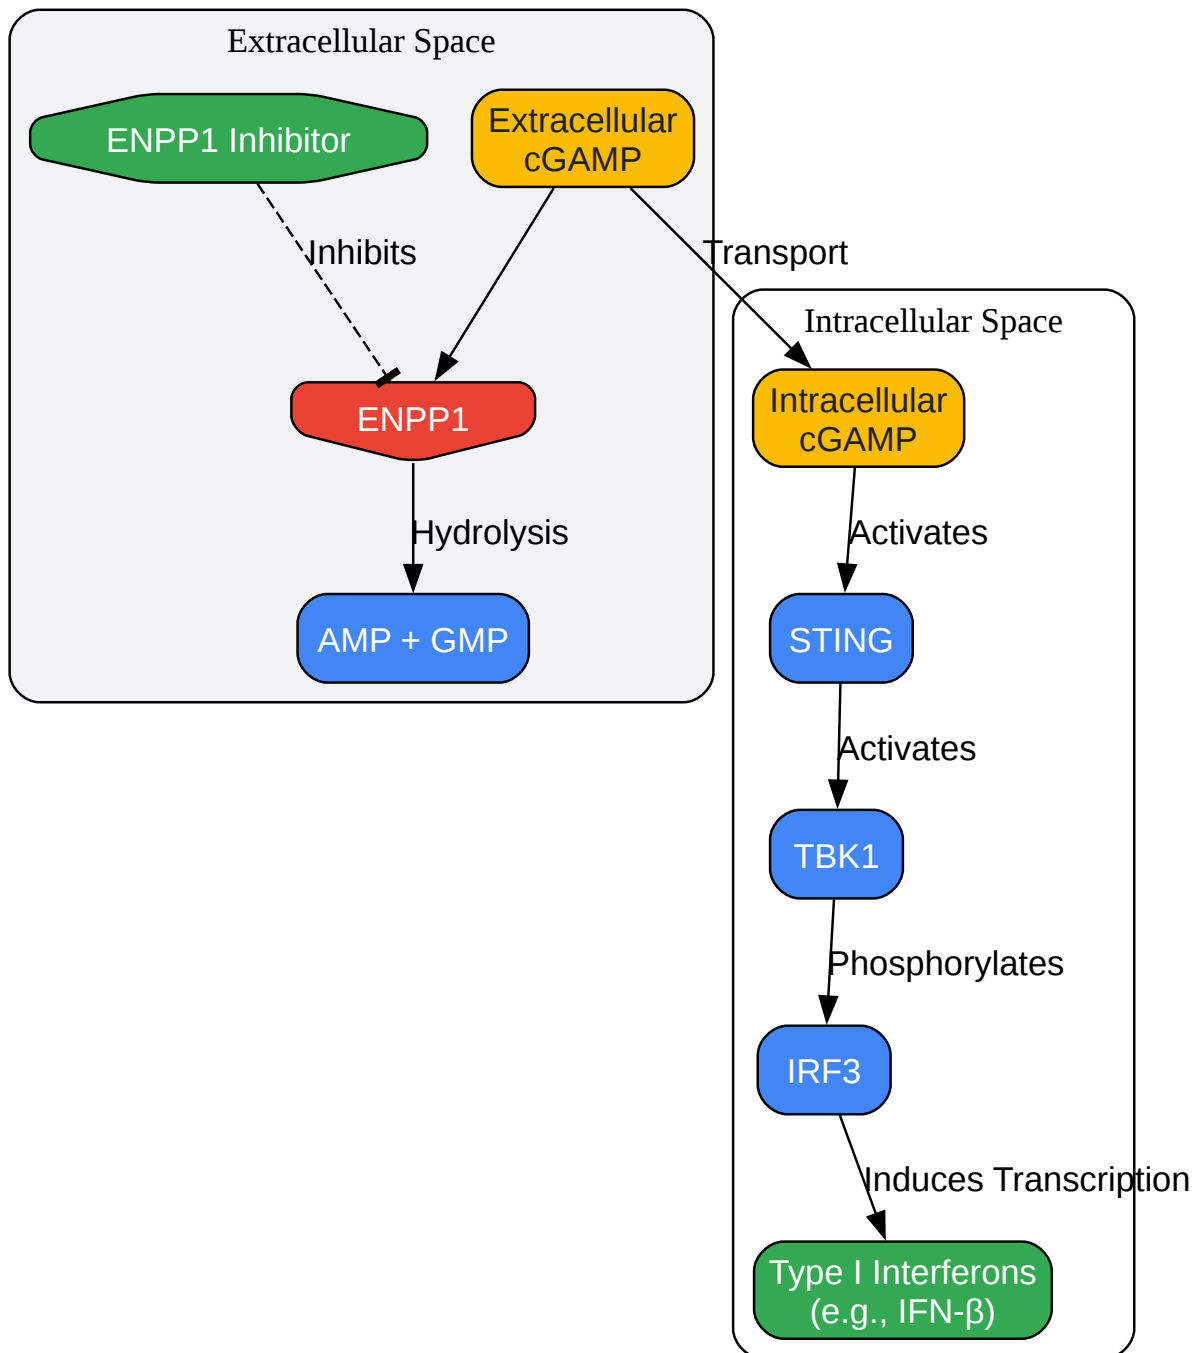 Extracellular Space
ENPP1 Inhibitor
Extracellular
cGAMP
Inhibits
Transport
Intracellular Space
ENPP1
Intracellular
cGAMP
Hydrolysis
Activates
AMP + GMP
STING
Activates
TBK1
Phosphorylates
IRF3
Induces Transcription
Type I Interferons
(e.g., IFN-β)